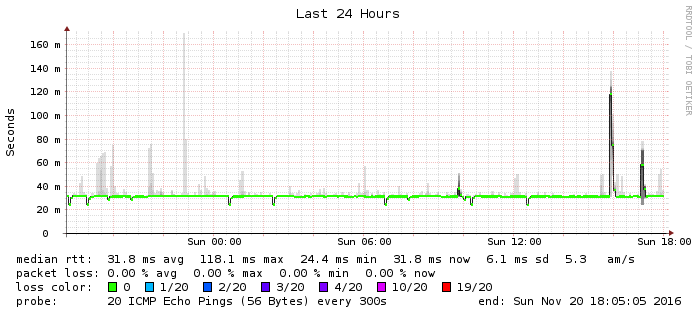 Last 24 Hours
RRDTOOL / TOBI OETIKER
Seconds
160 m
140 m
120 m
100 m
80 m
60 m
40 m
20 m
0
Sun 00:00 Sun 06:00 Sun 12:00 Sun 18:00
median rtt: 31.8 ms avg 118.1 ms max 24.4 ms min 31.8 ms now 6.1 ms sd 5.3 am/s
packet loss: 0.00 % avg 0.00 % max 0.00 % min 0.00 % now
loss color: 0 1/20 2/20 3/20 4/20 10/20 19/20
probe: 20 ICMP Echo Pings (56 Bytes) every 300s end: Sun Nov 20 18:05:05 2016